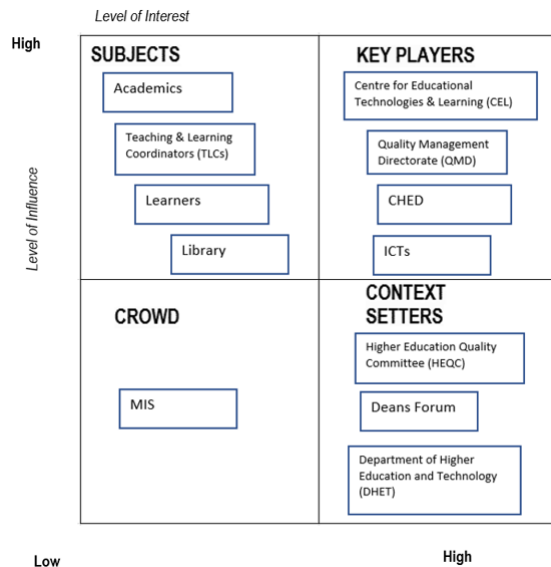 Level of Interest
High
Level of Influence
SUBJECTS
Academics
Teaching & Learning
Coordinators (TLCs)
Learners
Library
KEY PLAYERS
Centre for Educational
Technologies & Learning (CEL)
Quality Management
Directorate (QMD)
CHED
ICTs
CROWD
MIS
CONTEXT
SETTERS
Higher Education Quality
Committee (HEQC)
Deans Forum
Department of Higher
Education and Technology
(DHET)
Low
High